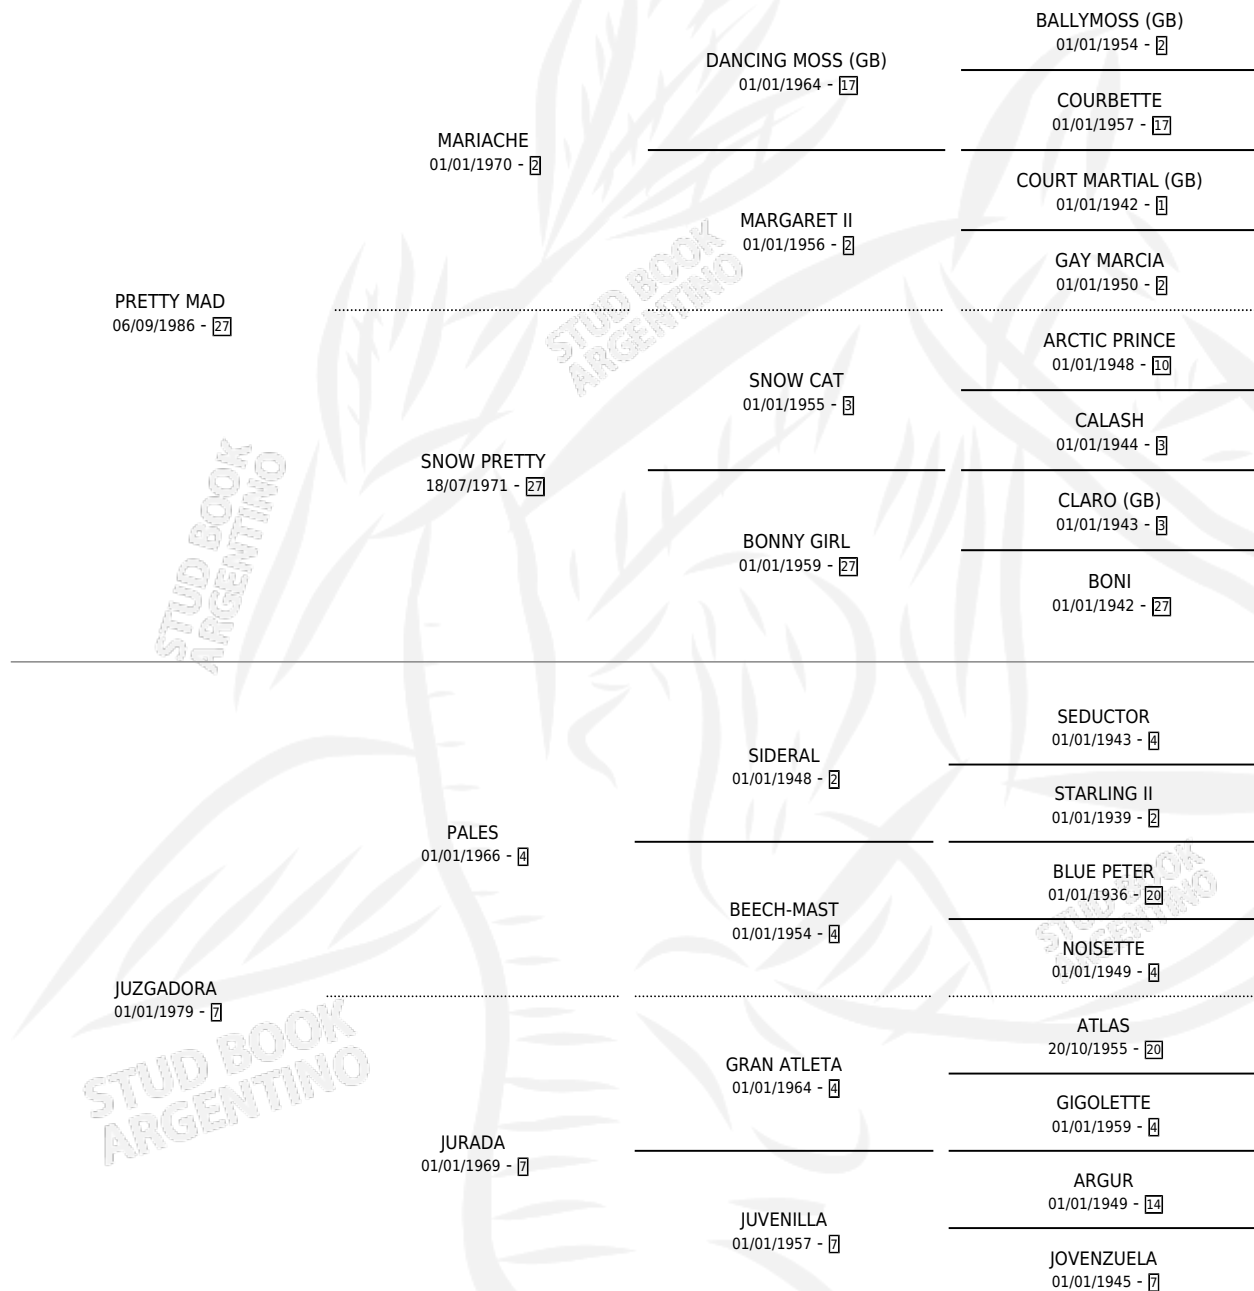 BALLYMOSS (GB)
01/01/1954 - 2
DANCING MOSS (GB)
01/01/1964 - 17
COURBETTE
01/01/1957 - 17
MARIACHE
01/01/1970 - 2
COURT MARTIAL (GB)
01/01/1942 - 1
MARGARET II
01/01/1956 - 2
GAY MARCIA
01/01/1950 - 2
PRETTY MAD
06/09/1986 - 27
STUD BOOK
ARGENTINO
ARCTIC PRINCE
01/01/1948 - 10
SNOW CAT
01/01/1955 - 3
CALASH
01/01/1944 - 3
SNOW PRETTY
18/07/1971 - 27
STUD BOOK
ARGENTINO
CLARO (GB)
01/01/1943 - 3
BONNY GIRL
01/01/1959 - 27
BONI
01/01/1942 - 27
SEDUCTOR
01/01/1943 - 4
SIDERAL
01/01/1948 - 2
STARLING II
01/01/1939 - 2
PALES
01/01/1966 - 4
BLUE PETER
01/01/1936 - 20
STUD BOOK
ARGENTINO
BEECH-MAST
01/01/1954 - 4
NOISETTE
01/01/1949 - 4
JUZGADORA
01/01/1979 - 7
STUD BOOK
ARGENTINO
ATLAS
20/10/1955 - 20
GRAN ATLETA
01/01/1964 - 4
GIGOLETTE
01/01/1959 - 4
JURADA
01/01/1969 - 7
ARGUR
01/01/1949 - 14
JUVENILLA
01/01/1957 - 7
JOVENZUELA
01/01/1945 - 7